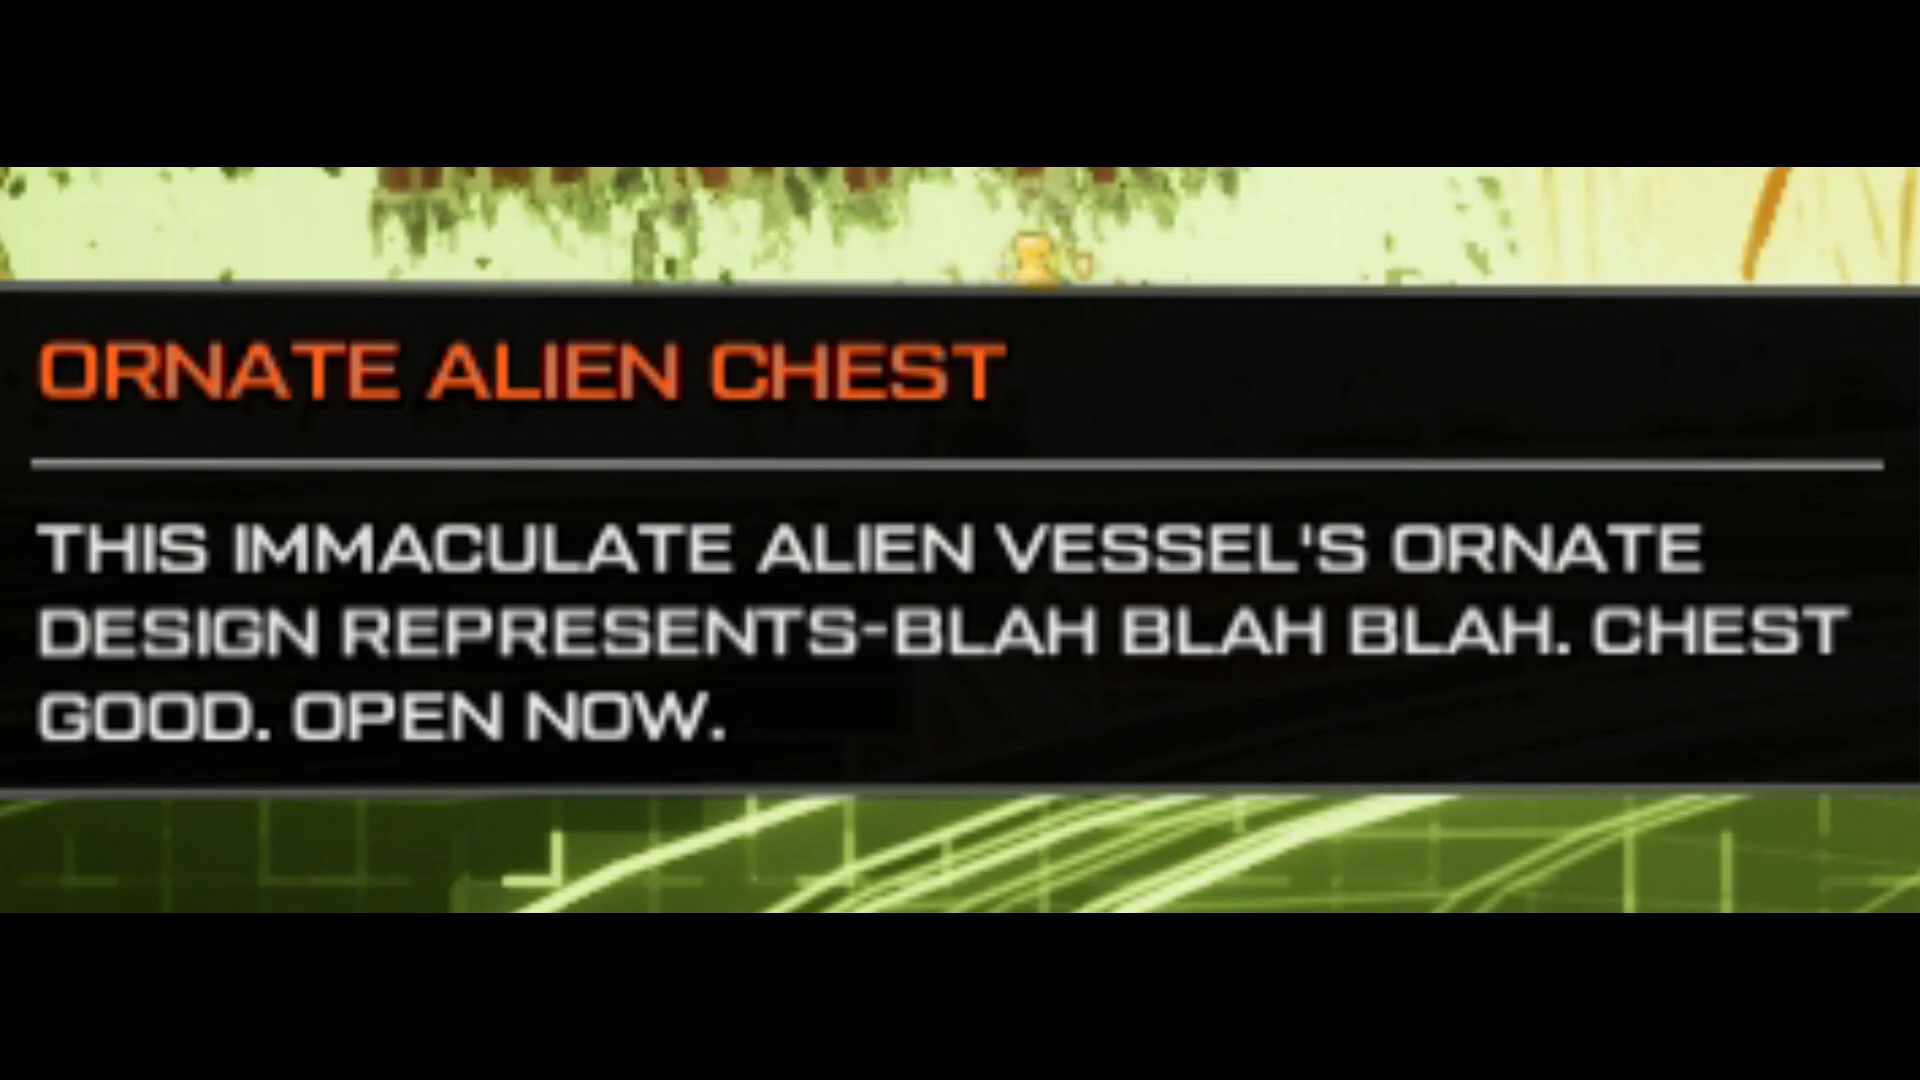 ORNATE ALIEN CHEST
THIS IMMACULATE ALIEN VESSEL'S ORNATE
DESIGN REPRESENTS-BLAH BLAH BLAH. CHEST
GOOD. OPEN NOW.